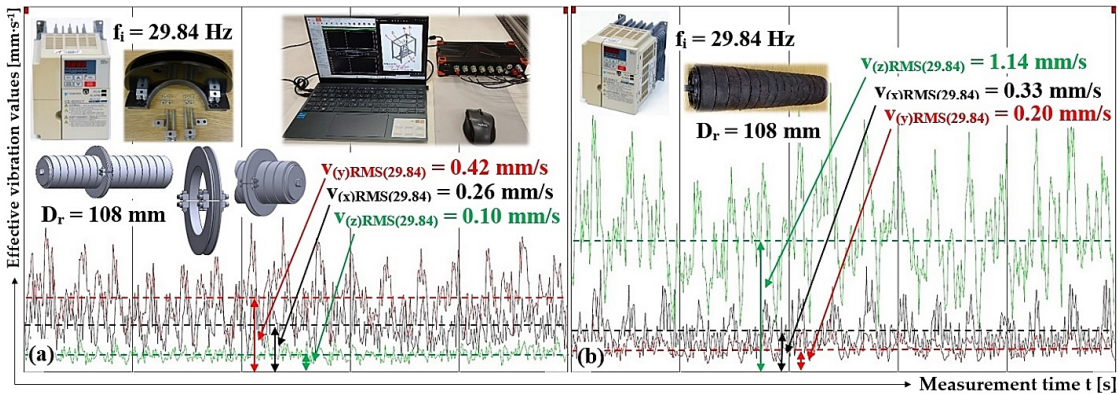 Effective vibration values [mm·s⁻¹]
fᵢ = 29.84 Hz
v(y)RMS(29.84) = 0.42 mm/s
v(x)RMS(29.84) = 0.26 mm/s
v(z)RMS(29.84) = 0.10 mm/s
Dᵣ = 108 mm
(a)
fᵢ = 29.84 Hz
v(z)RMS(29.84) = 1.14 mm/s
v(x)RMS(29.84) = 0.33 mm/s
v(y)RMS(29.84) = 0.20 mm/s
Dᵣ = 108 mm
(b)
Measurement time t [s]